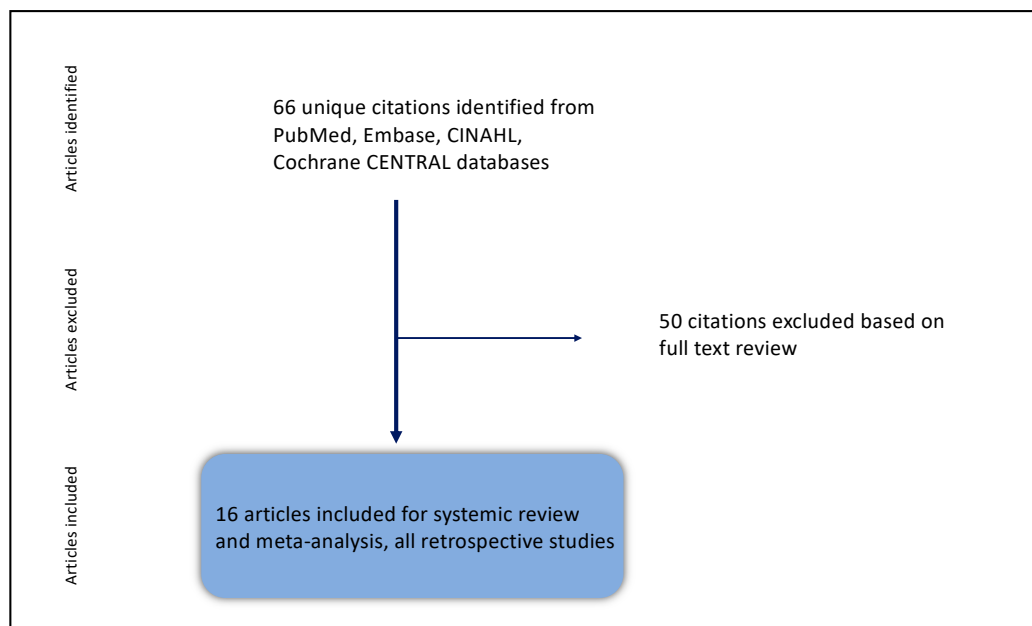 Articles identified
66 unique citations identified from
PubMed, Embase, CINAHL,
Cochrane CENTRAL databases
Articles excluded
50 citations excluded based on
full text review
Articles included
16 articles included for systemic review
and meta-analysis, all retrospective studies